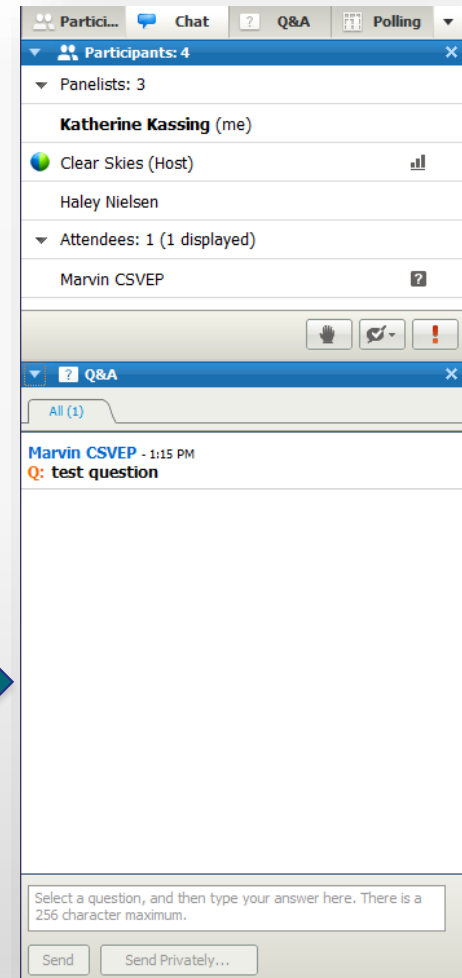 Partici... Chat ? Q&A Polling
Participants: 4
Panelists: 3
Katherine Kassing (me)
Clear Skies (Host)
Haley Nielsen
Attendees: 1 (1 displayed)
Marvin CSVEP ?
!
? Q&A
All (1)
Marvin CSVEP - 1:15 PM
Q: test question
Select a question, and then type your answer here. There is a
256 character maximum.
Send Send Privately...